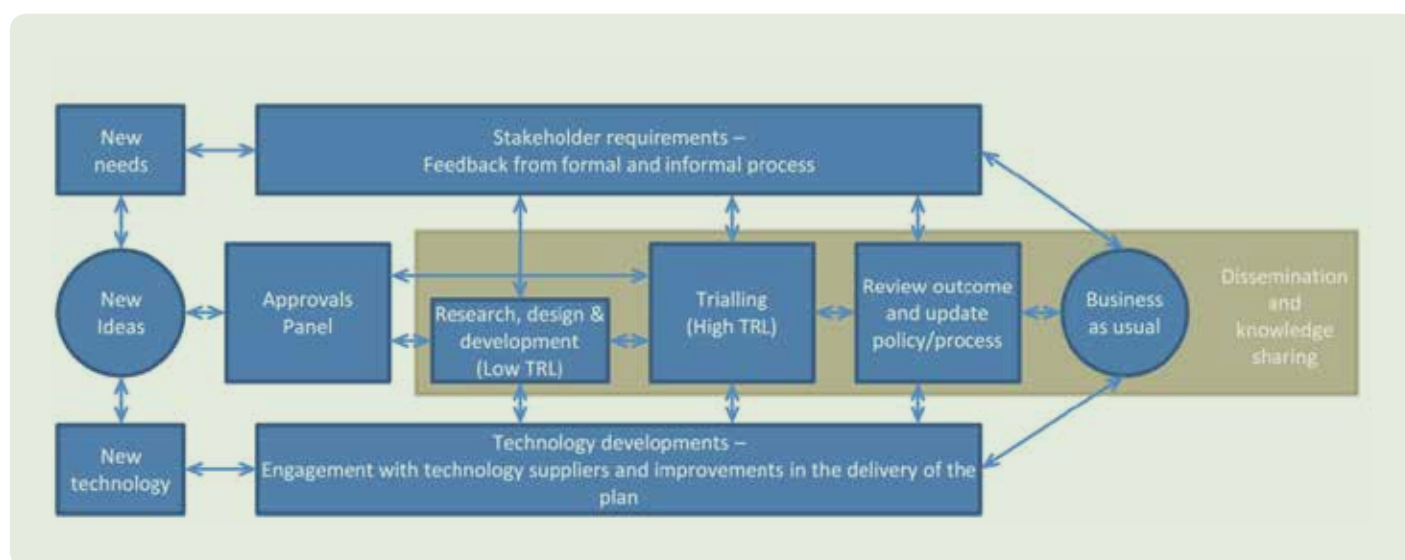 New
needs
Stakeholder requirements –
Feedback from formal and informal process
New
Ideas
Approvals
Panel
Research, design &
development
(Low TRL)
Trialling
(High TRL)
Review outcome
and update
policy/process
Business
as usual
Dissemination
and
knowledge
sharing
New
technology
Technology developments –
Engagement with technology suppliers and improvements in the delivery of the
plan